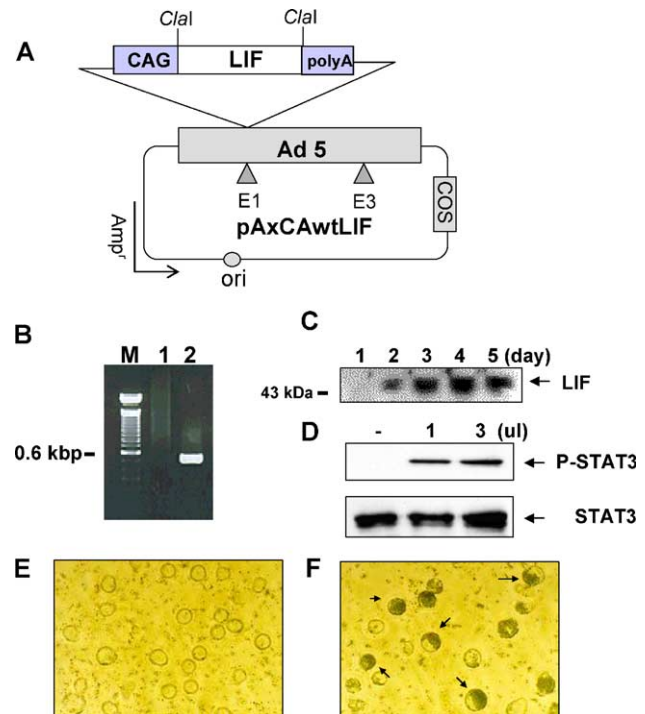 ClaI ClaI
A
CAG LIF polyA
Ad 5
E1 E3
pAxCAwtLIF
COS
Ampr
ori
B
M 1 2
0.6 kbp
C
1 2 3 4 5 (day)
43 kDa
LIF
D
- 1 3 (ul)
P-STAT3
STAT3
E
F